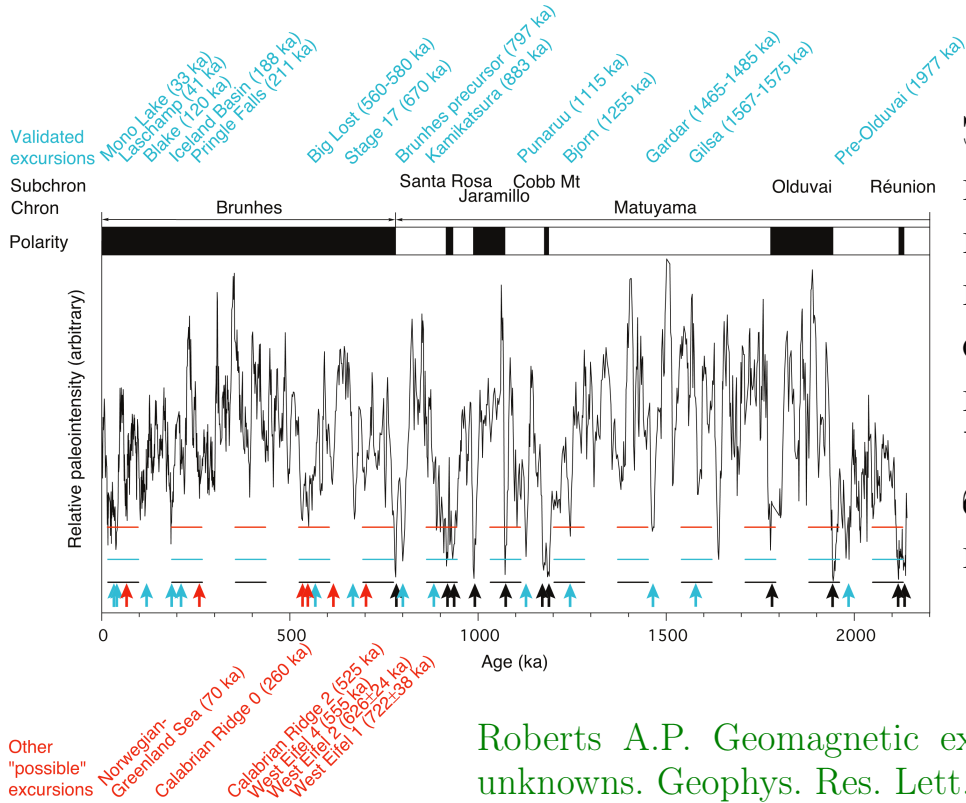 Mono Lake (33 ka)
Laschamp (41 ka)
Blake (120 ka)
Iceland Basin (188 ka)
Pringle Falls (211 ka)
Big Lost (560-580 ka)
Stage 17 (670 ka)
Brunhes precursor (797 ka)
Kamikatsura (883 ka)
Punaruu (1115 ka)
Bjorn (1255 ka)
Gardar (1465-1485 ka)
Gilsa (1567-1575 ka)
Pre-Olduvai (1977 ka)
Validated
excursions
Subchron
Santa Rosa
Jaramillo
Cobb Mt
Olduvai
Réunion
Chron
Brunhes
Matuyama
Polarity
Relative paleointensity (arbitrary)
0 500 1000 1500 2000
Age (ka)
Other
"possible"
excursions
Norwegian-
Greenland Sea (70 ka)
Calabrian Ridge 0 (260 ka)
Calabrian Ridge 2 (525 ka)
West Eifel 4 (555 ka)
West Eifel 2 (626±24 ka)
West Eifel 1 (722±38 ka)
Roberts A.P. Geomagnetic ex
unknowns. Geophys. Res. Lett.